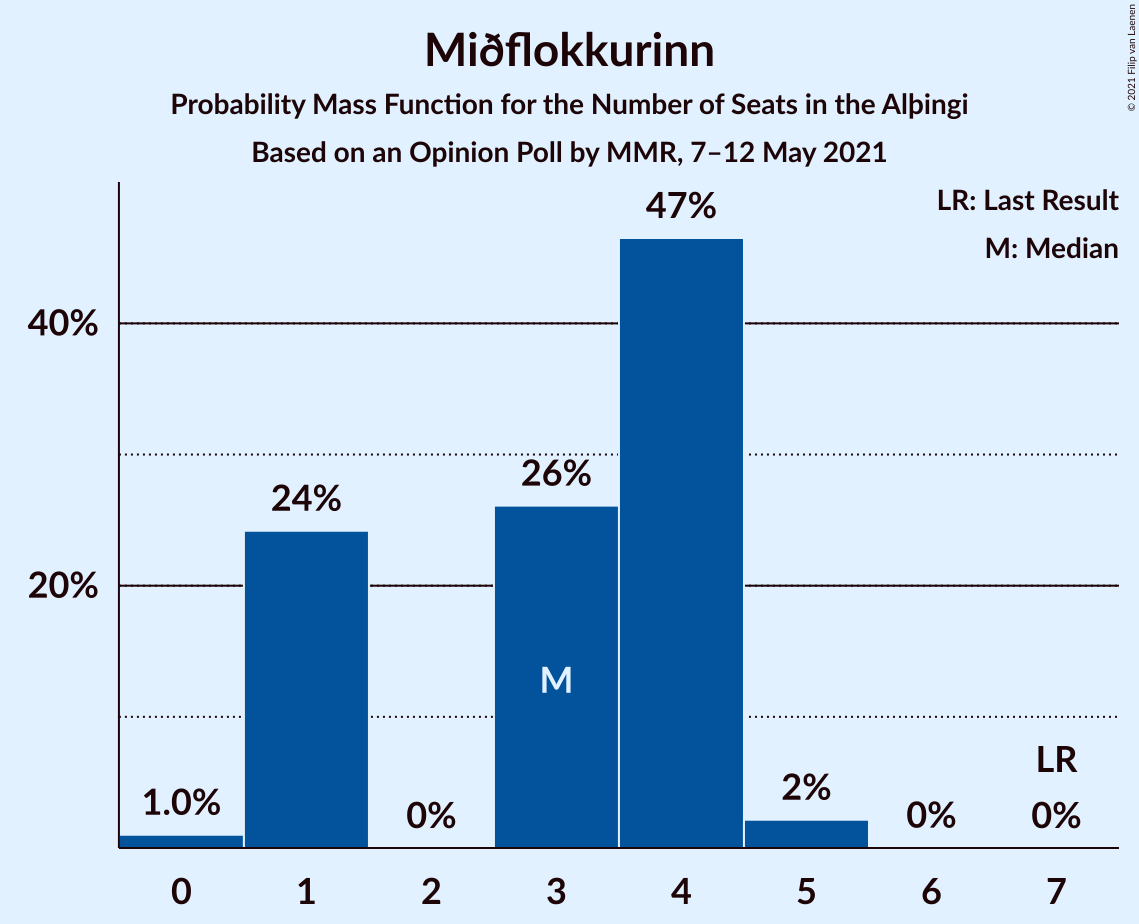 Miðflokkurinn
Probability Mass Function for the Number of Seats in the Alþingi
Based on an Opinion Poll by MMR, 7–12 May 2021
© 2021 Filip van Laenen
LR: Last Result
M: Median
47%
40%
26%
24%
20%
M
LR
1.0%
0%
2%
0%
0%
0 1 2 3 4 5 6 7